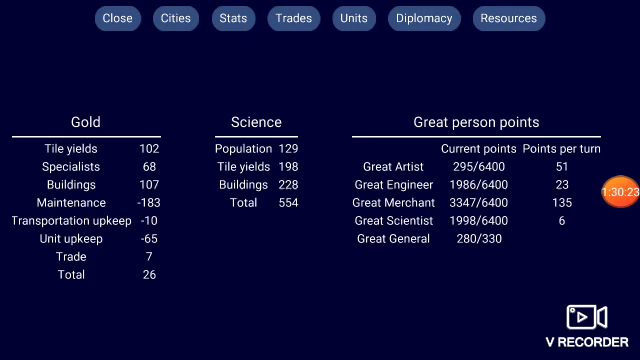 Close Cities Stats Trades Units Diplomacy Resources
Gold Science Great person points
Current points Points per turn
Tile yields 102 Population 129
Specialists 68 Tile yields 198 Great Artist 295/6400 51
Buildings 107 Buildings 228 Great Engineer 1986/6400 23
Maintenance -183 Total 554 Great Merchant 3347/6400 135
Transportation upkeep -10 Great Scientist 1998/6400 6
Unit upkeep -65 Great General 280/330
Trade 7
Total 26
1:30:23
V RECORDER